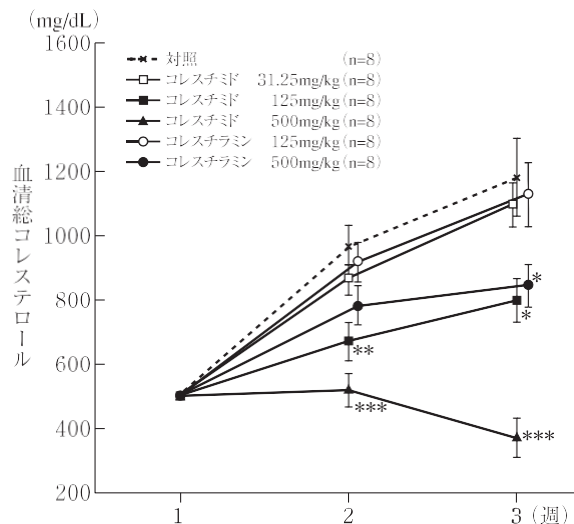 (mg/dL)
1600
1400
1200
1000
800
600
400
200
血清総コレステロール
対照 (n=8)
コレスチミド 31.25mg/kg(n=8)
コレスチミド 125mg/kg(n=8)
コレスチミド 500mg/kg(n=8)
コレスチラミン 125mg/kg(n=8)
コレスチラミン 500mg/kg(n=8)
*
*
**
***
***
1 2 3 (週)